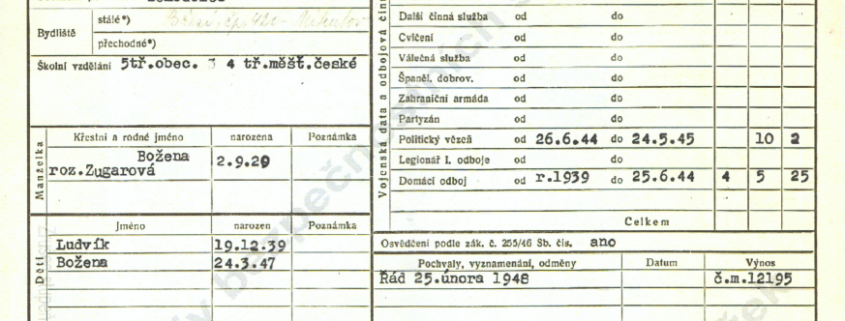 stálé*)
Bydliště
přechodné*)
Školní vzdělání 5tř.obec. 4 tř.měšť.české
Manželka
Křestní a rodné jméno narozena Poznámka
Božena
roz.Zugarová 2.9.20
Děti
Jméno narozen Poznámka
Ludvík 19.12.39
Božena 24.3.47
Vojenská data a odbojová čin
Další činná služba od do
Cvičení od do
Válečná služba od do
Španěl. dobrov. od do
Zahraniční armáda od do
Partyzán od do
Politický vězeň od 26.6.44 do 24.5.45 10 2
Legionář I. odboje od do
Domácí odboj od r.1939 do 25.6.44 4 5 25
Celkem
Osvědčení podle zák. č. 255/46 Sb. čís. ano
Pochvaly, vyznamenání, odměny Datum Výnos
Řád 25.února 1948 č.m.12195